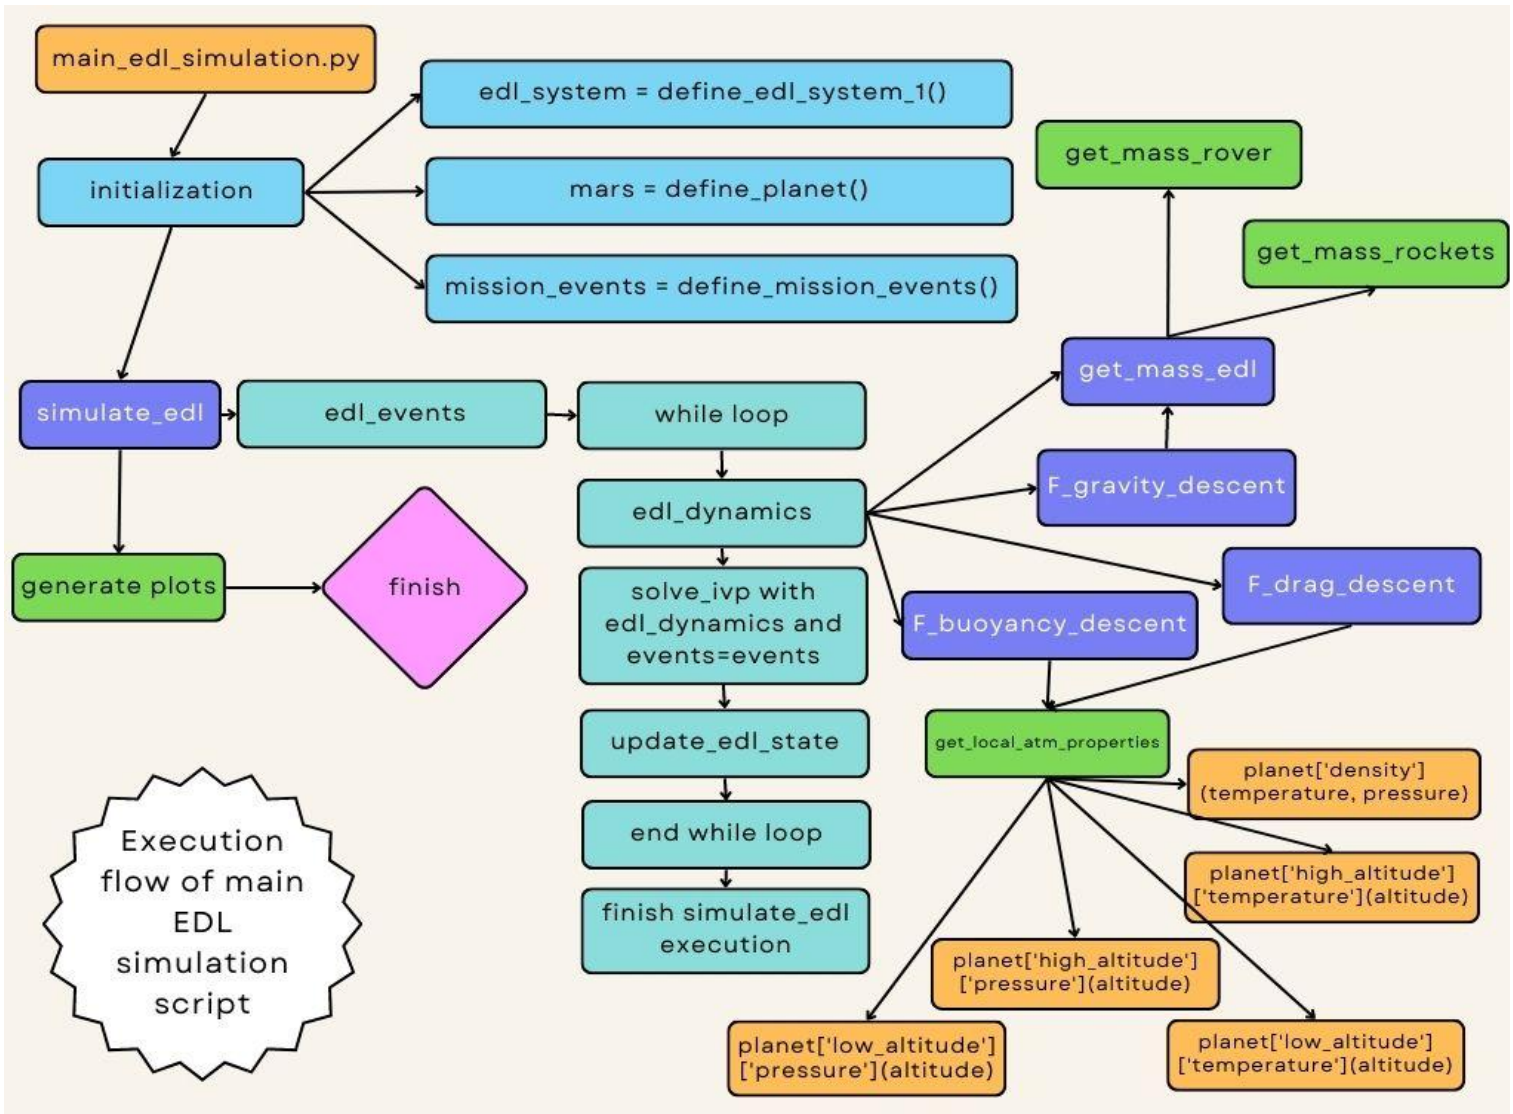 main_edl_simulation.py
edl_system = define_edl_system_1()
initialization
mars = define_planet()
mission_events = define_mission_events()
get_mass_rover
get_mass_rockets
get_mass_edl
simulate_edl
edl_events
while loop
F_gravity_descent
edl_dynamics
generate plots
finish
solve_ivp with
edl_dynamics and
events=events
F_drag_descent
F_buoyancy_descent
update_edl_state
get_local_atm_properties
planet['density']
(temperature, pressure)
end while loop
planet['high_altitude']
['temperature'](altitude)
finish simulate_edl
execution
planet['high_altitude']
['pressure'](altitude)
planet['low_altitude']
['pressure'](altitude)
planet['low_altitude']
['temperature'](altitude)
Execution
flow of main
EDL
simulation
script